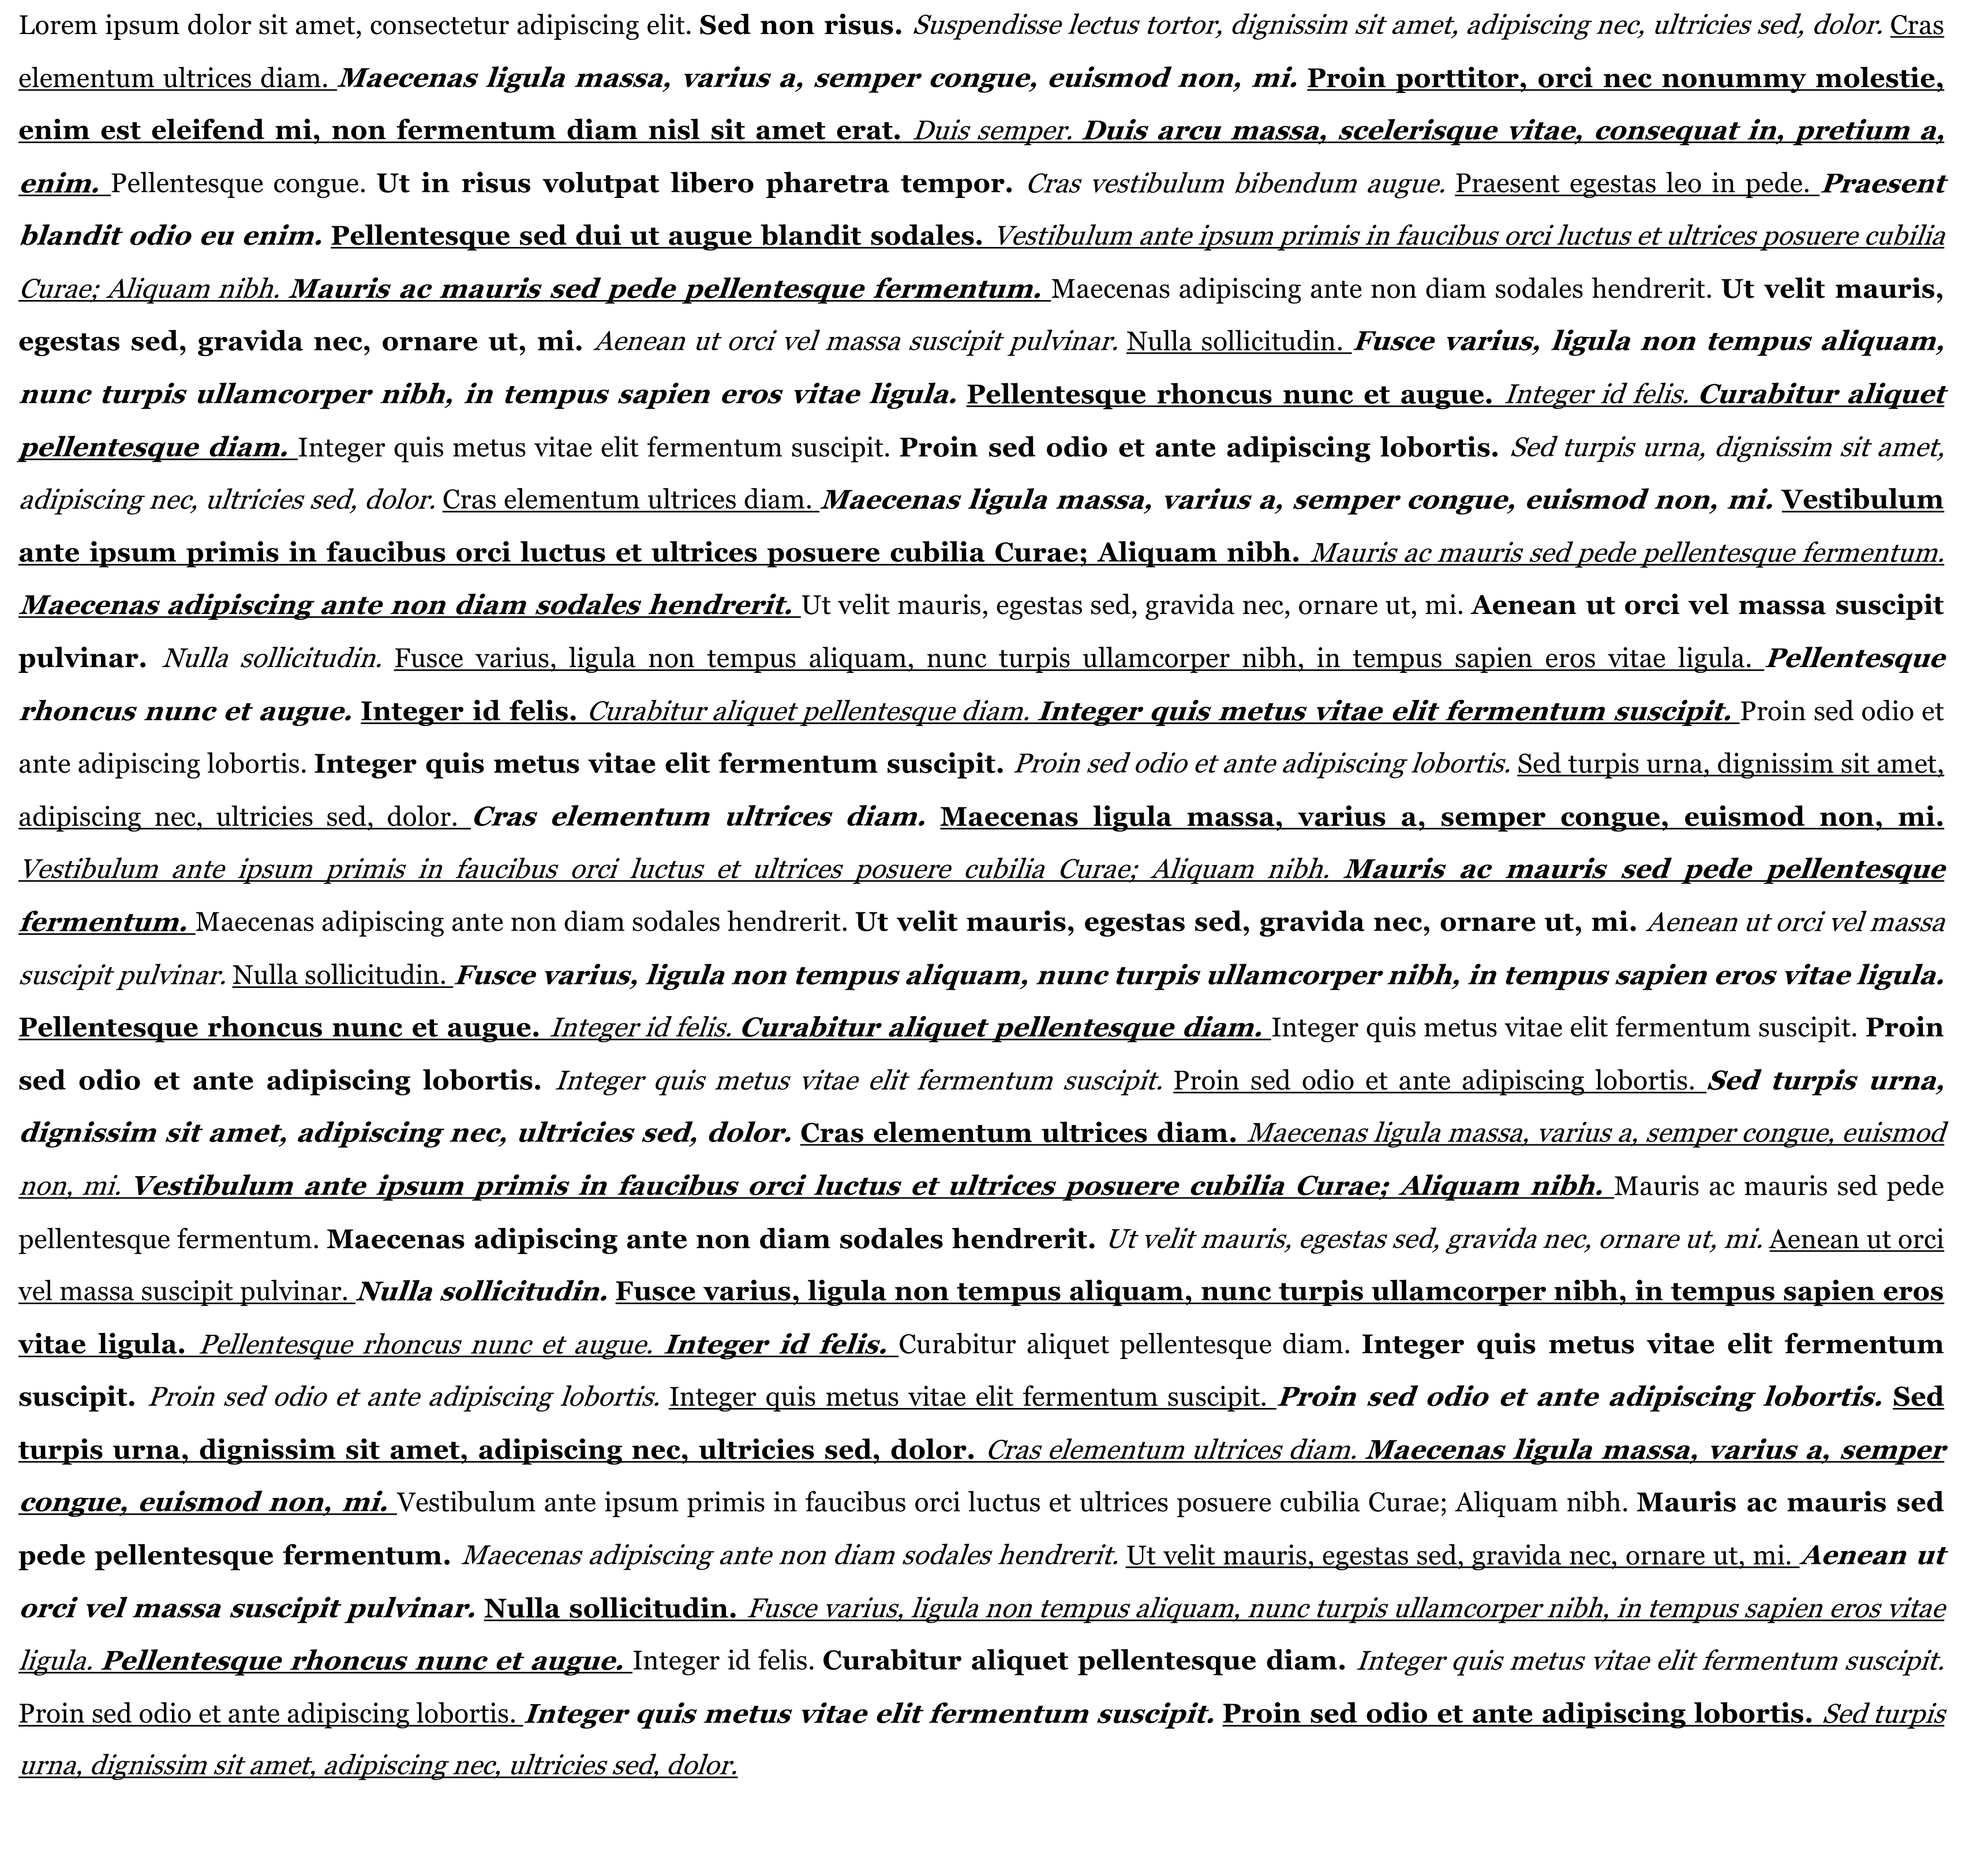 Lorem ipsum dolor sit amet, consectetur adipiscing elit. Sed non risus. Suspendisse lectus tortor, dignissim sit amet, adipiscing nec, ultricies sed, dolor. Cras
elementum ultrices diam. Maecenas ligula massa, varius a, semper congue, euismod non, mi. Proin porttitor, orci nec nonummy molestie,
enim est eleifend mi, non fermentum diam nisl sit amet erat. Duis semper. Duis arcu massa, scelerisque vitae, consequat in, pretium a,
enim. Pellentesque congue. Ut in risus volutpat libero pharetra tempor. Cras vestibulum bibendum augue. Praesent egestas leo in pede. Praesent
blandit odio eu enim. Pellentesque sed dui ut augue blandit sodales. Vestibulum ante ipsum primis in faucibus orci luctus et ultrices posuere cubilia
Curae; Aliquam nibh. Mauris ac mauris sed pede pellentesque fermentum. Maecenas adipiscing ante non diam sodales hendrerit. Ut velit mauris,
egestas sed, gravida nec, ornare ut, mi. Aenean ut orci vel massa suscipit pulvinar. Nulla sollicitudin. Fusce varius, ligula non tempus aliquam,
nunc turpis ullamcorper nibh, in tempus sapien eros vitae ligula. Pellentesque rhoncus nunc et augue. Integer id felis. Curabitur aliquet
pellentesque diam. Integer quis metus vitae elit fermentum suscipit. Proin sed odio et ante adipiscing lobortis. Sed turpis urna, dignissim sit amet,
adipiscing nec, ultricies sed, dolor. Cras elementum ultrices diam. Maecenas ligula massa, varius a, semper congue, euismod non, mi. Vestibulum
ante ipsum primis in faucibus orci luctus et ultrices posuere cubilia Curae; Aliquam nibh. Mauris ac mauris sed pede pellentesque fermentum.
Maecenas adipiscing ante non diam sodales hendrerit. Ut velit mauris, egestas sed, gravida nec, ornare ut, mi. Aenean ut orci vel massa suscipit
pulvinar. Nulla sollicitudin. Fusce varius, ligula non tempus aliquam, nunc turpis ullamcorper nibh, in tempus sapien eros vitae ligula. Pellentesque
rhoncus nunc et augue. Integer id felis. Curabitur aliquet pellentesque diam. Integer quis metus vitae elit fermentum suscipit. Proin sed odio et
ante adipiscing lobortis. Integer quis metus vitae elit fermentum suscipit. Proin sed odio et ante adipiscing lobortis. Sed turpis urna, dignissim sit amet,
adipiscing nec, ultricies sed, dolor. Cras elementum ultrices diam. Maecenas ligula massa, varius a, semper congue, euismod non, mi.
Vestibulum ante ipsum primis in faucibus orci luctus et ultrices posuere cubilia Curae; Aliquam nibh. Mauris ac mauris sed pede pellentesque
fermentum. Maecenas adipiscing ante non diam sodales hendrerit. Ut velit mauris, egestas sed, gravida nec, ornare ut, mi. Aenean ut orci vel massa
suscipit pulvinar. Nulla sollicitudin. Fusce varius, ligula non tempus aliquam, nunc turpis ullamcorper nibh, in tempus sapien eros vitae ligula.
Pellentesque rhoncus nunc et augue. Integer id felis. Curabitur aliquet pellentesque diam. Integer quis metus vitae elit fermentum suscipit. Proin
sed odio et ante adipiscing lobortis. Integer quis metus vitae elit fermentum suscipit. Proin sed odio et ante adipiscing lobortis. Sed turpis urna,
dignissim sit amet, adipiscing nec, ultricies sed, dolor. Cras elementum ultrices diam. Maecenas ligula massa, varius a, semper congue, euismod
non, mi. Vestibulum ante ipsum primis in faucibus orci luctus et ultrices posuere cubilia Curae; Aliquam nibh. Mauris ac mauris sed pede
pellentesque fermentum. Maecenas adipiscing ante non diam sodales hendrerit. Ut velit mauris, egestas sed, gravida nec, ornare ut, mi. Aenean ut orci
vel massa suscipit pulvinar. Nulla sollicitudin. Fusce varius, ligula non tempus aliquam, nunc turpis ullamcorper nibh, in tempus sapien eros
vitae ligula. Pellentesque rhoncus nunc et augue. Integer id felis. Curabitur aliquet pellentesque diam. Integer quis metus vitae elit fermentum
suscipit. Proin sed odio et ante adipiscing lobortis. Integer quis metus vitae elit fermentum suscipit. Proin sed odio et ante adipiscing lobortis. Sed
turpis urna, dignissim sit amet, adipiscing nec, ultricies sed, dolor. Cras elementum ultrices diam. Maecenas ligula massa, varius a, semper
congue, euismod non, mi. Vestibulum ante ipsum primis in faucibus orci luctus et ultrices posuere cubilia Curae; Aliquam nibh. Mauris ac mauris sed
pede pellentesque fermentum. Maecenas adipiscing ante non diam sodales hendrerit. Ut velit mauris, egestas sed, gravida nec, ornare ut, mi. Aenean ut
orci vel massa suscipit pulvinar. Nulla sollicitudin. Fusce varius, ligula non tempus aliquam, nunc turpis ullamcorper nibh, in tempus sapien eros vitae
ligula. Pellentesque rhoncus nunc et augue. Integer id felis. Curabitur aliquet pellentesque diam. Integer quis metus vitae elit fermentum suscipit.
Proin sed odio et ante adipiscing lobortis. Integer quis metus vitae elit fermentum suscipit. Proin sed odio et ante adipiscing lobortis. Sed turpis
urna, dignissim sit amet, adipiscing nec, ultricies sed, dolor.